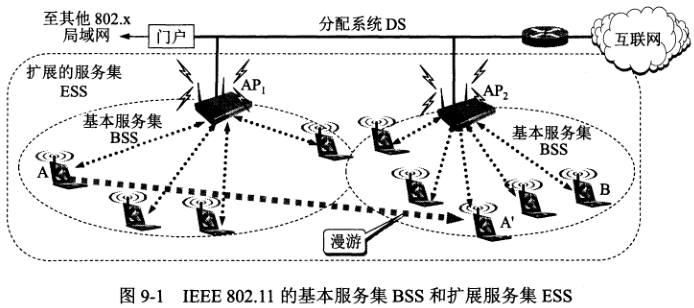 至其他 802.x
局域网
门户
分配系统 DS
互联网
扩展的服务集
ESS
AP₁
AP₂
基本服务集
BSS
基本服务集
BSS
A
B
A'
漫游
图 9-1 IEEE 802.11 的基本服务集 BSS 和扩展服务集 ESS